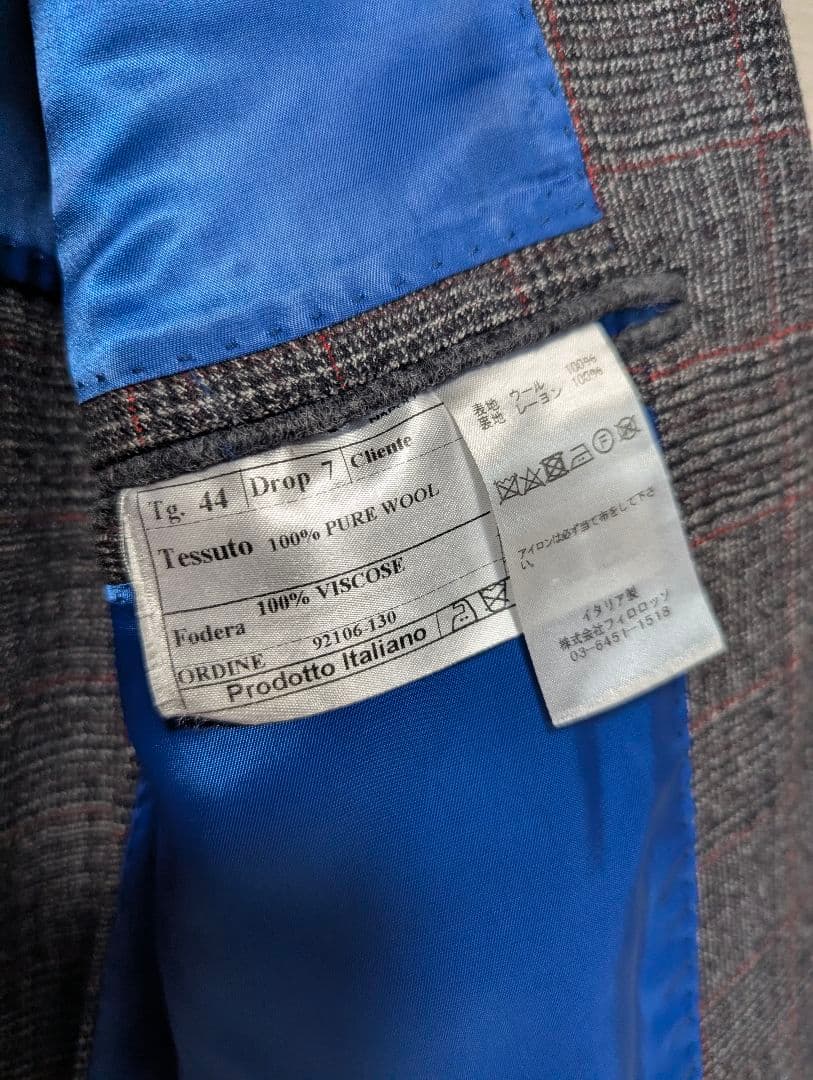 Tg. 44 Drop 7 Cliente
Tessuto 100% PURE WOOL
Fodera 100% VISCOSE
ORDINE 92106-130
Prodotto Italiano
表地 ウール 100%
裏地 レーヨン 100%
アイロンは必ず当て布をして下さ
い。
イタリア製
株式会社フィロロッソ
03-6451-1518